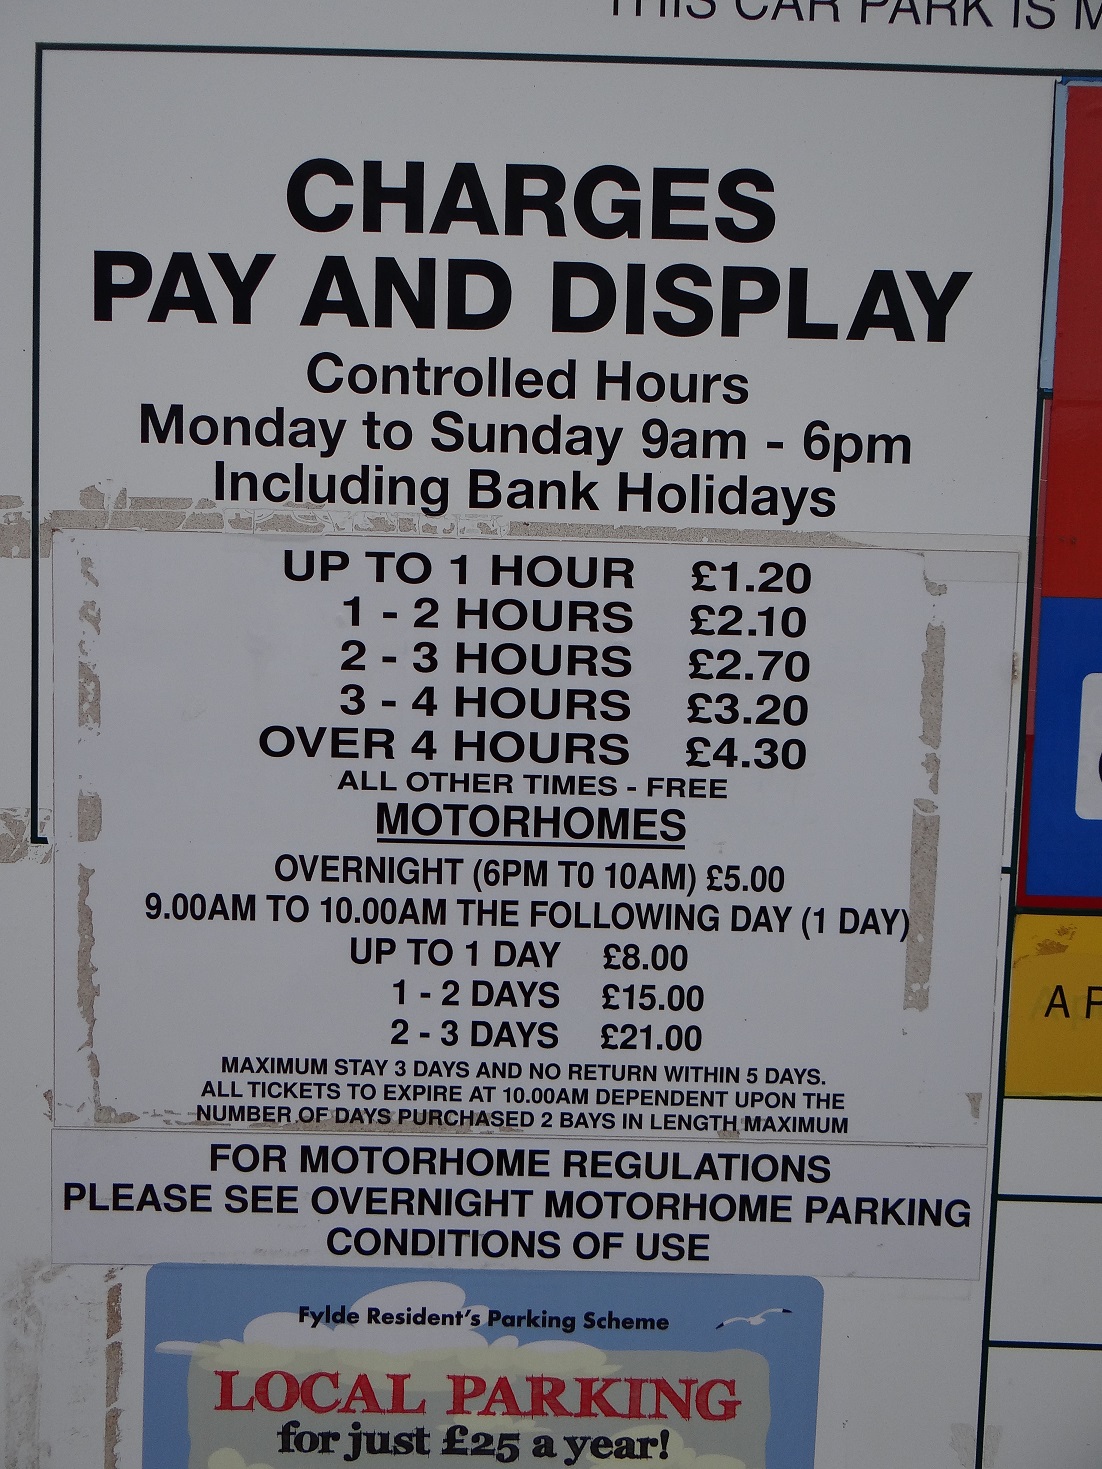 THIS CAR PARK IS M
CHARGES
PAY AND DISPLAY
Controlled Hours
Monday to Sunday 9am - 6pm
Including Bank Holidays
UP TO 1 HOUR £1.20
1 - 2 HOURS £2.10
2 - 3 HOURS £2.70
3 - 4 HOURS £3.20
OVER 4 HOURS £4.30
ALL OTHER TIMES - FREE
MOTORHOMES
OVERNIGHT (6PM T0 10AM) £5.00
9.00AM TO 10.00AM THE FOLLOWING DAY (1 DAY)
UP TO 1 DAY £8.00
1 - 2 DAYS £15.00
2 - 3 DAYS £21.00
MAXIMUM STAY 3 DAYS AND NO RETURN WITHIN 5 DAYS.
ALL TICKETS TO EXPIRE AT 10.00AM DEPENDENT UPON THE
NUMBER OF DAYS PURCHASED 2 BAYS IN LENGTH MAXIMUM
FOR MOTORHOME REGULATIONS
PLEASE SEE OVERNIGHT MOTORHOME PARKING
CONDITIONS OF USE
Fylde Resident's Parking Scheme
LOCAL PARKING
for just £25 a year!
A